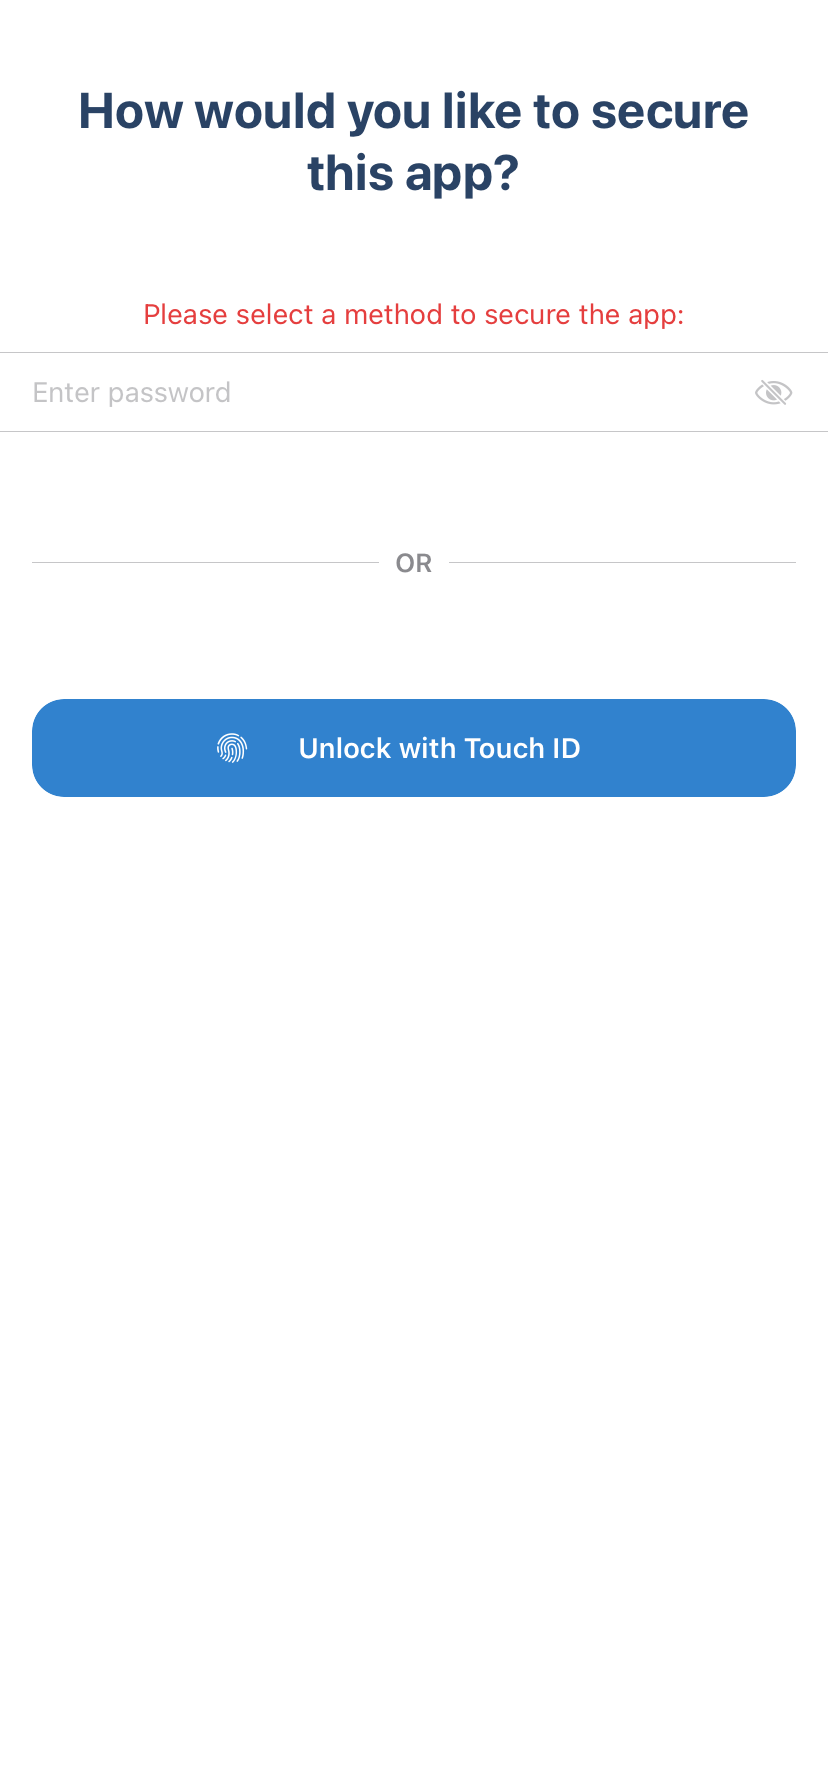 How would you like to secure
this app?
Please select a method to secure the app:
Enter password
OR
Unlock with Touch ID